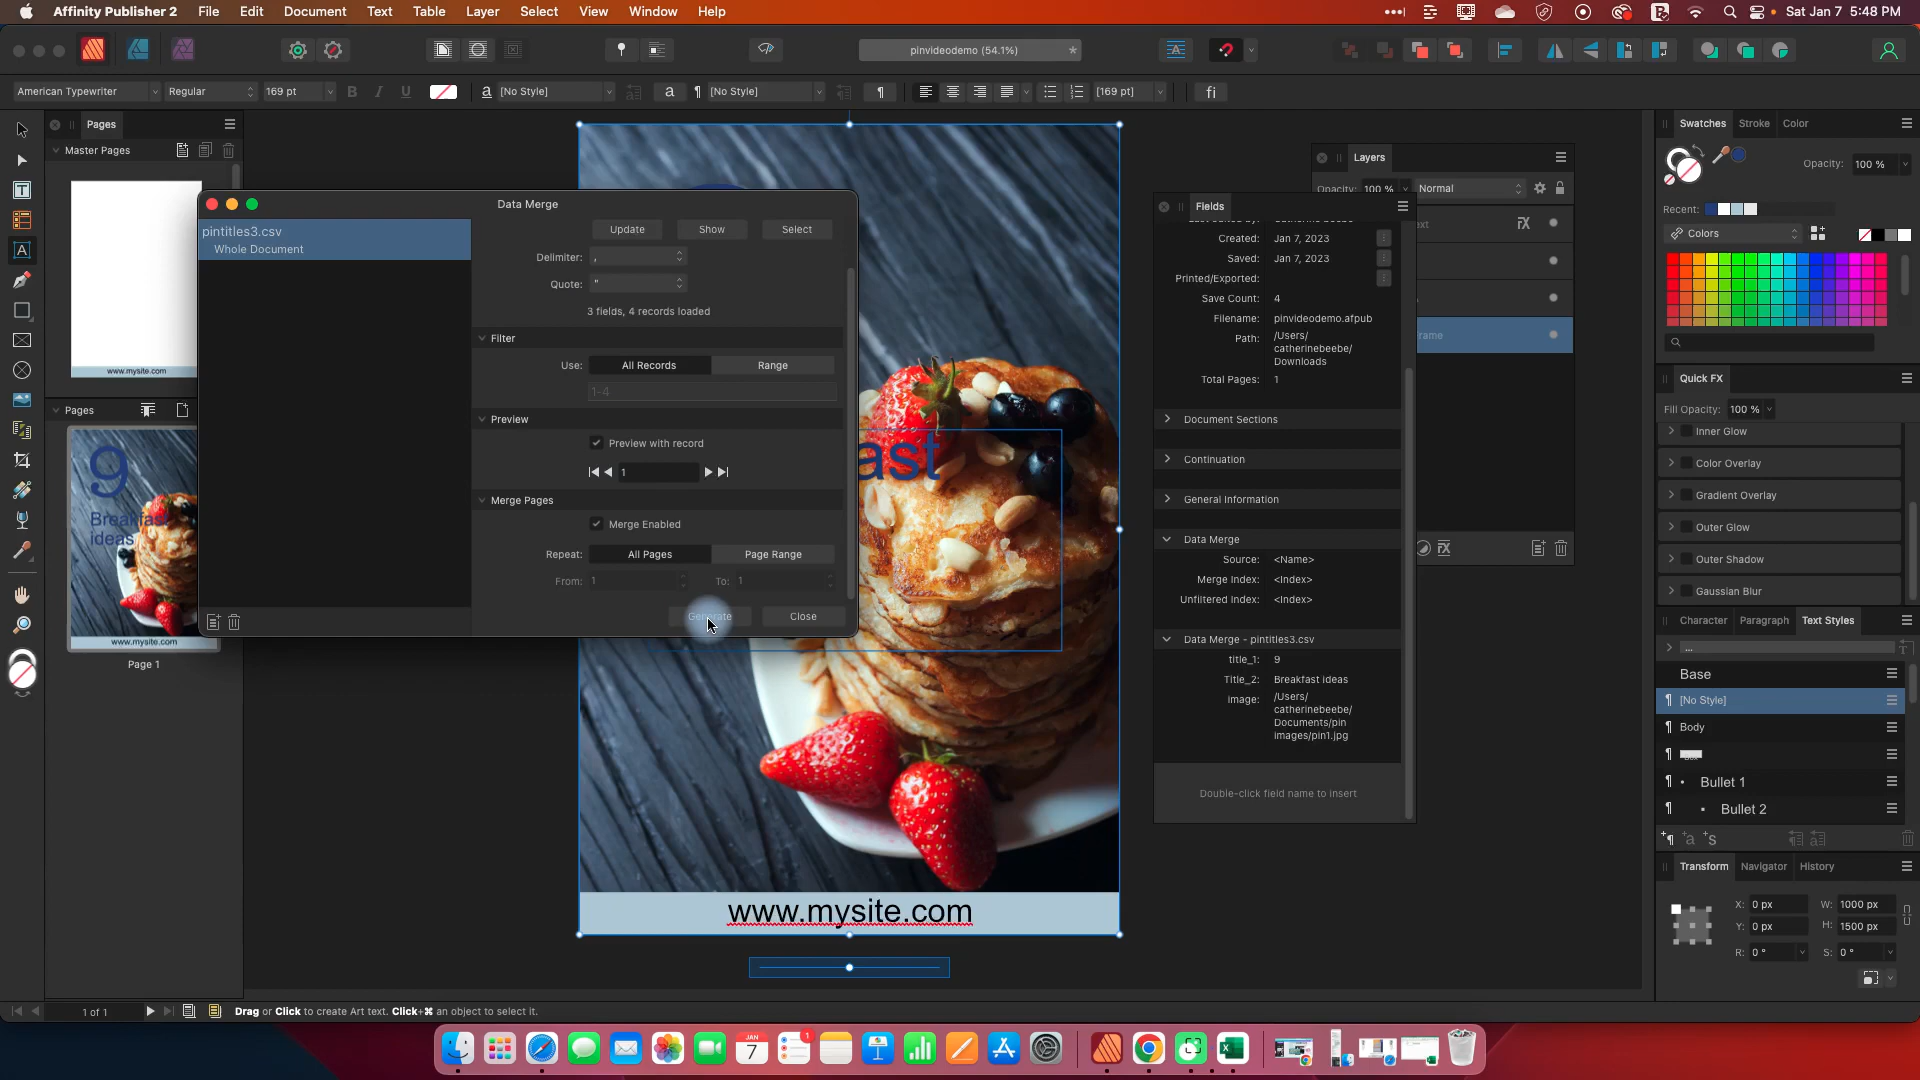 Affinity Publisher 2 File Edit Document Text Table Layer Select View Window Help Sat Jan 7 5:48 PM
pinvideodemo (54.1%) *
American Typewriter Regular 169 pt B I U a [No Style] a ¶ [No Style] ¶ [169 pt] fi
Pages
Master Pages
www.mysite.com
Pages
9
Breakfast
ideas
www.mysite.com
Page 1
Data Merge
pintitles3.csv
Whole Document
Update Show Select
Delimiter: ,
Quote: "
3 fields, 4 records loaded
Filter
Use: All Records Range
1-4
Preview
Preview with record
1
Merge Pages
Merge Enabled
Repeat: All Pages Page Range
From: 1 To: 1
Generate Close
ast
www.mysite.com
Layers
Opacity: 100 % Normal
ext
rame
Fields
Created: Jan 7, 2023
Saved: Jan 7, 2023
Printed/Exported:
Save Count: 4
Filename: pinvideodemo.afpub
Path: /Users/
catherinebeebe/
Downloads
Total Pages: 1
Document Sections
Continuation
General Information
Data Merge
Source: <Name>
Merge Index: <Index>
Unfiltered Index: <Index>
Data Merge - pintitles3.csv
title_1: 9
Title_2: Breakfast ideas
image: /Users/
catherinebeebe/
Documents/pin
images/pin1.jpg
Double-click field name to insert
Swatches Stroke Color
Opacity: 100 %
Recent:
Colors
Quick FX
Fill Opacity: 100 %
Inner Glow
Color Overlay
Gradient Overlay
Outer Glow
Outer Shadow
Gaussian Blur
Character Paragraph Text Styles
...
Base
¶ [No Style]
¶ Body
¶
¶ • Bullet 1
¶ • Bullet 2
Transform Navigator History
X: 0 px W: 1000 px
Y: 0 px H: 1500 px
R: 0 ° S: 0 °
1 of 1 Drag or Click to create Art text. Click+⌘ an object to select it.
JAN
7
1